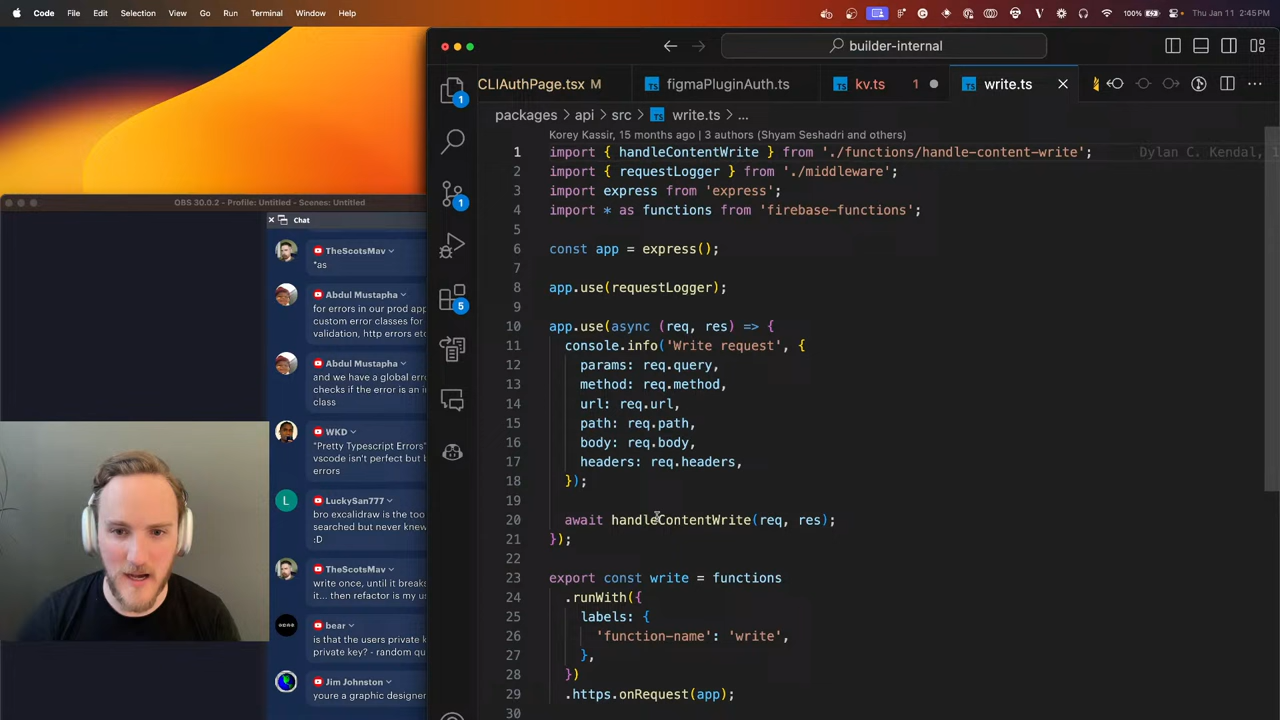 Code File Edit Selection View Go Run Terminal Window Help
100% Thu Jan 11 2:45PM
builder-internal
CLIAuthPage.tsx M figmaPluginAuth.ts kv.ts 1 write.ts
packages > api > src > write.ts > ...
Korey Kassir, 15 months ago | 3 authors (Shyam Seshadri and others)
1 import { handleContentWrite } from './functions/handle-content-write'; Dylan C. Kendal, 1
2 import { requestLogger } from './middleware';
3 import express from 'express';
4 import * as functions from 'firebase-functions';
5
6 const app = express();
7
8 app.use(requestLogger);
9
10 app.use(async (req, res) => {
11 console.info('Write request', {
12 params: req.query,
13 method: req.method,
14 url: req.url,
15 path: req.path,
16 body: req.body,
17 headers: req.headers,
18 });
19
20 await handleContentWrite(req, res);
21 });
22
23 export const write = functions
24 .runWith({
25 labels: {
26 'function-name': 'write',
27 },
28 })
29 .https.onRequest(app);
30
1
1
5
OBS 30.0.2 - Profile: Untitled - Scenes: Untitled
Chat
TheScotsMav
*as
Abdul Mustapha
for errors in our prod app
custom error classes for
validation, http errors etc
Abdul Mustapha
and we have a global er
checks if the error is an i
class
WKD
"Pretty Typescript Errors"
vscode isn't perfect but
errors
L LuckySan777
bro excalidraw is the too
searched but never knew
:D
TheScotsMav
write once, until it breaks
it... then refactor is my us
bear
is that the users private k
private key? - random qu
Jim Johnston
youre a graphic designer